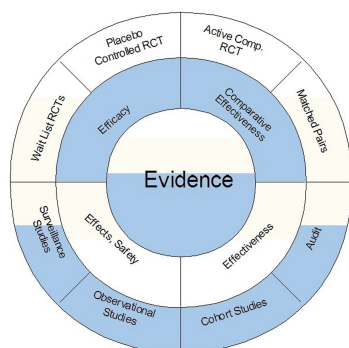 Placebo
Controlled RCT
Active Comp.
RCT
Wait List RCTs
Matched Pairs
Efficacy
Comparative
Effectiveness
Evidence
Effects, Safety
Effectiveness
Surveillance
Studies
Audit
Observational
Studies
Cohort Studies